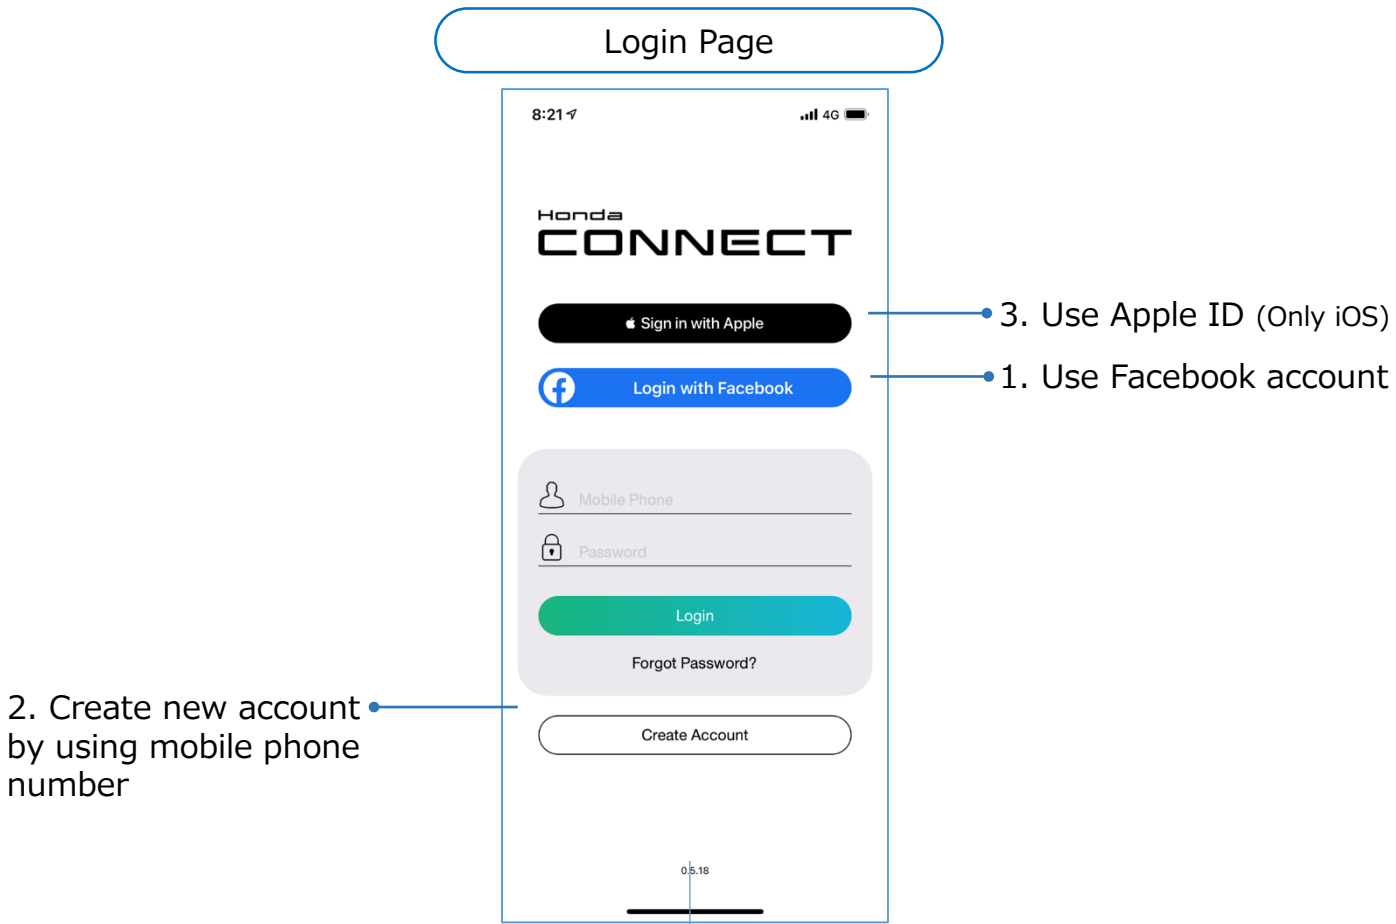 Login Page
8:21
4G
Honda
CONNECT
Sign in with Apple
3. Use Apple ID (Only iOS)
Login with Facebook
1. Use Facebook account
Mobile Phone
Password
Login
Forgot Password?
2. Create new account
by using mobile phone
number
Create Account
0.5.18